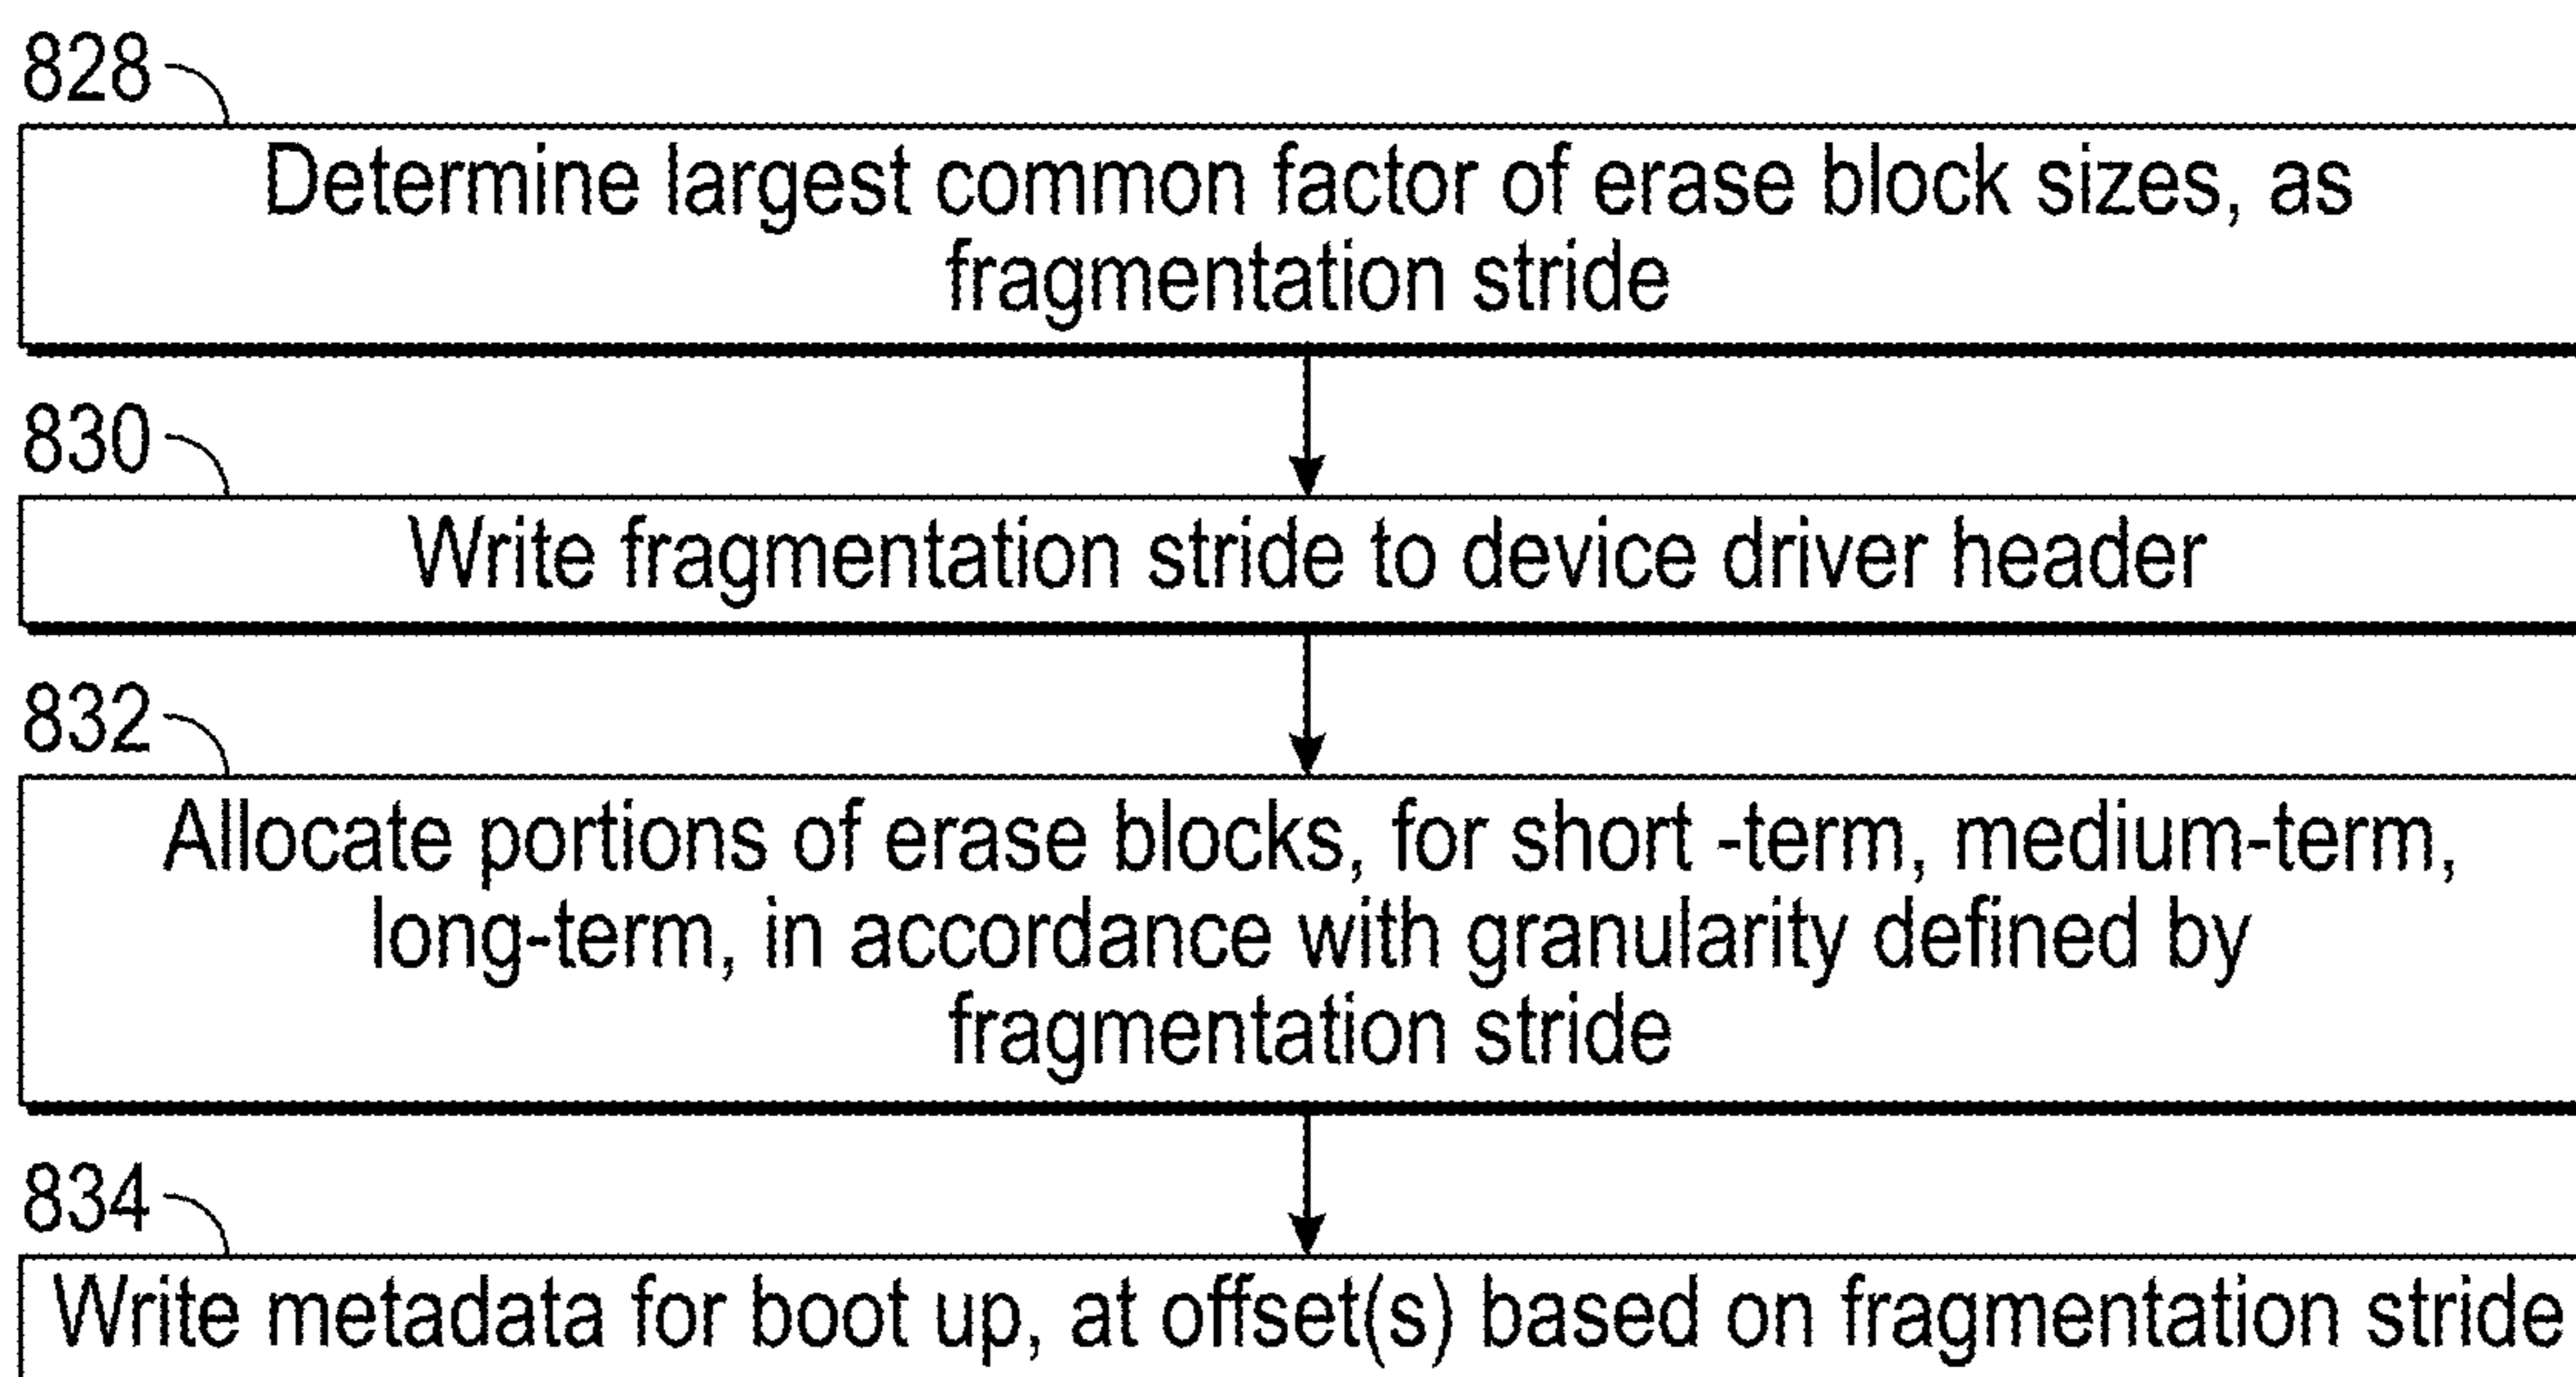 828
Determine largest common factor of erase block sizes, as
fragmentation stride
830
Write fragmentation stride to device driver header
832
Allocate portions of erase blocks, for short -term, medium-term,
long-term, in accordance with granularity defined by
fragmentation stride
834
Write metadata for boot up, at offset(s) based on fragmentation stride